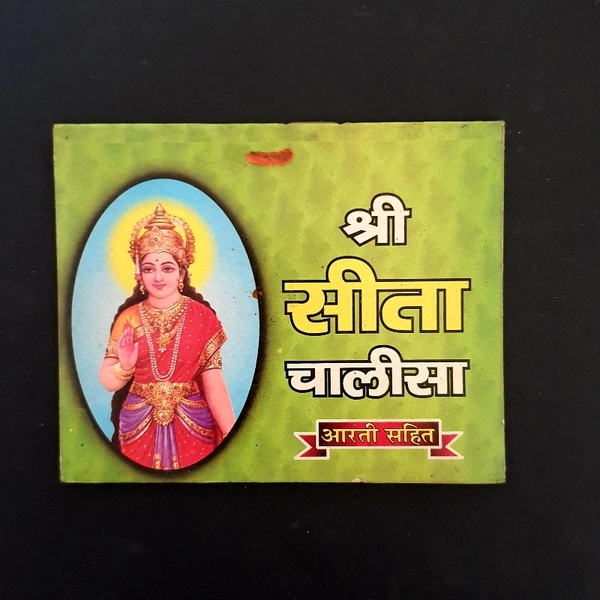 श्री
सीता
चालीसा
आरती सहित